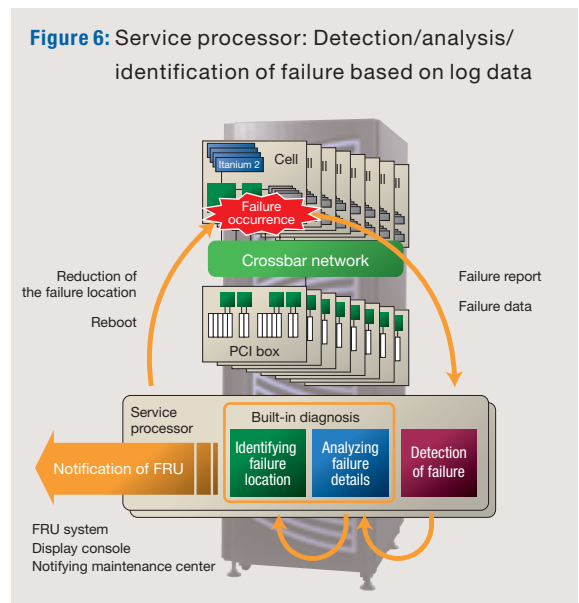 Figure 6: Service processor: Detection/analysis/
identification of failure based on log data
Itanium 2
Cell
Failure
occurrence
Crossbar network
Reduction of
the failure location
Reboot
Failure report
Failure data
PCI box
Service
processor
Built-in diagnosis
Notification of FRU
Identifying
failure
location
Analyzing
failure
details
Detection
of failure
FRU system
Display console
Notifying maintenance center